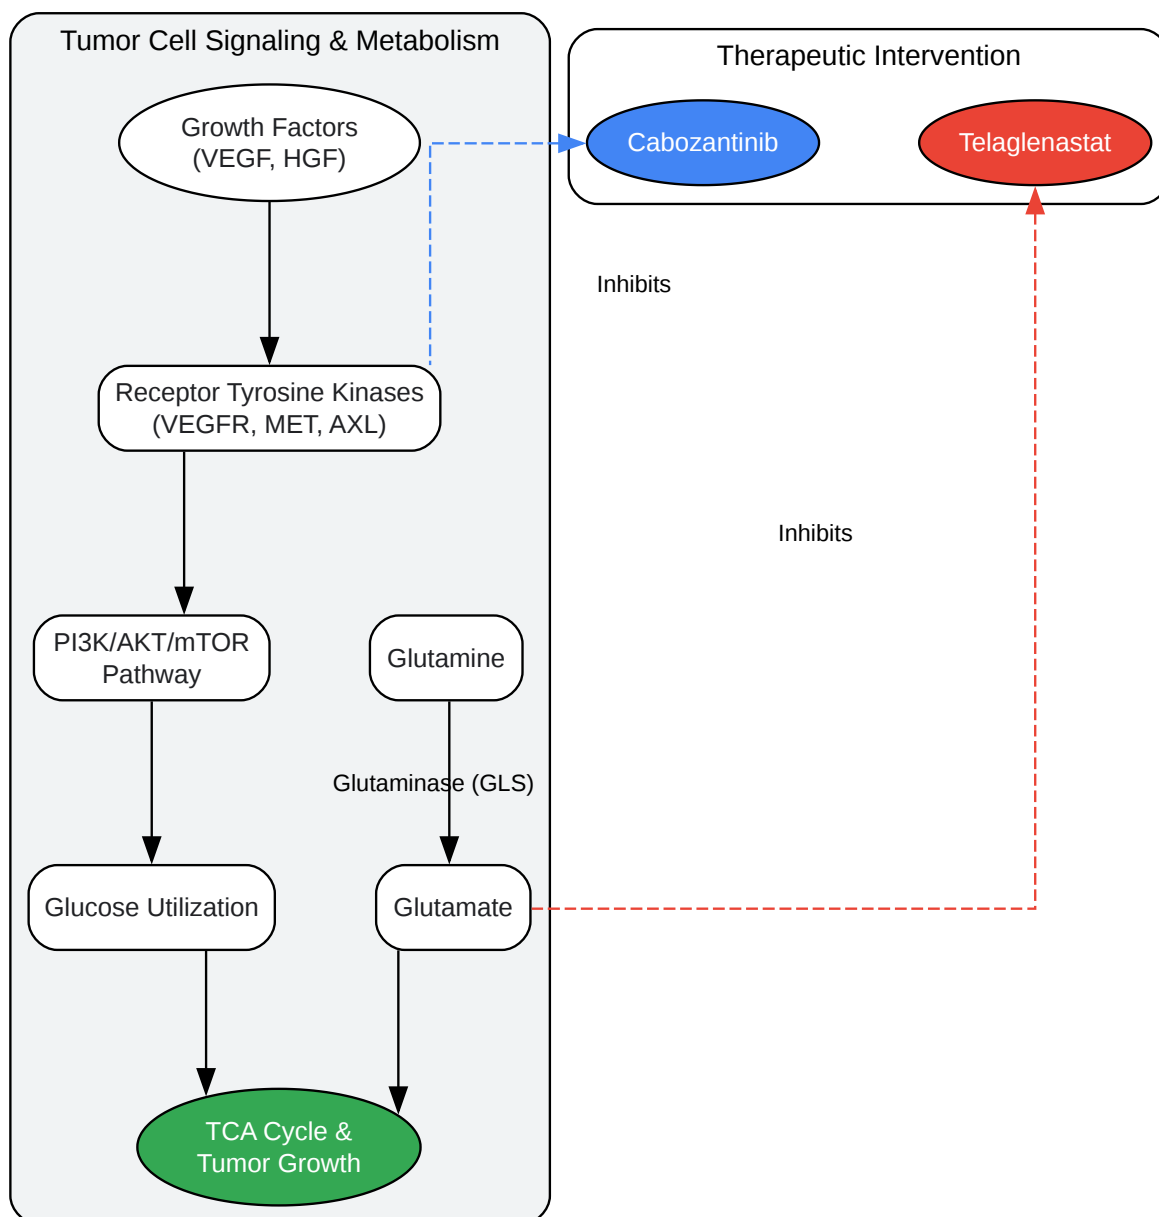 Tumor Cell Signaling & Metabolism
Therapeutic Intervention
Growth Factors
(VEGF, HGF)
Cabozantinib
Telaglenastat
Inhibits
Receptor Tyrosine Kinases
(VEGFR, MET, AXL)
Inhibits
PI3K/AKT/mTOR
Pathway
Glutamine
Glutaminase (GLS)
Glucose Utilization
Glutamate
TCA Cycle &
Tumor Growth